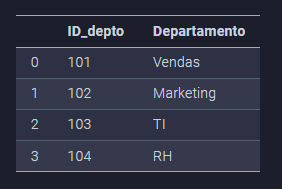 ID_depto Departamento
0 101 Vendas
1 102 Marketing
2 103 TI
3 104 RH